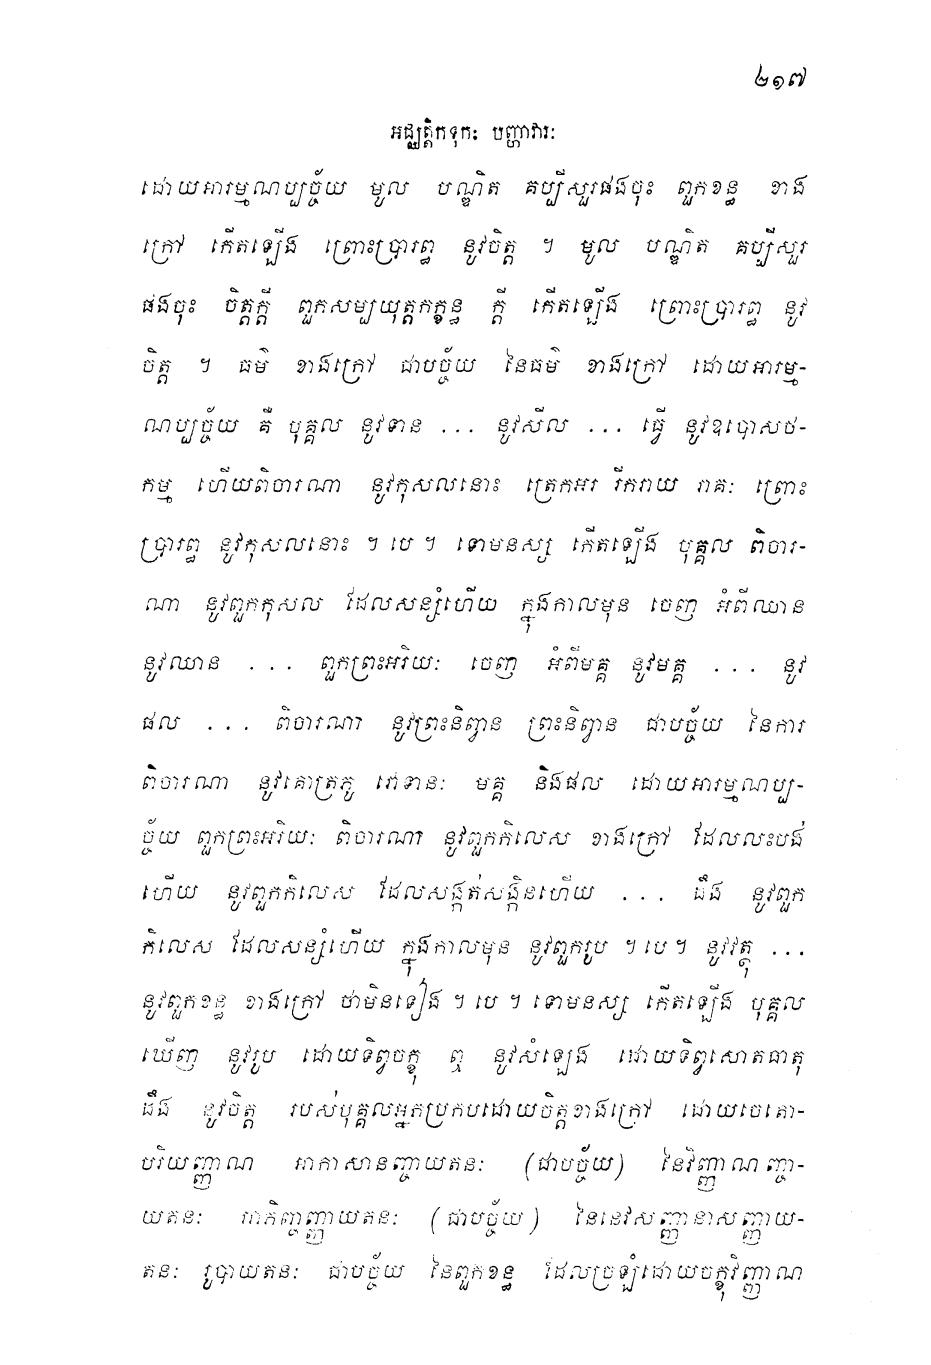 ២១៧
អជ្ឈត្តិកទុកៈ បញ្ហាវារៈ
ដោយអារម្មណប្បច្ច័យ មូល បណ្ឌិត គប្បីសួរផងចុះ ពួកខន្ធ ខាង
ក្រៅ កើតឡើង ព្រោះប្រារព្ធ នូវចិត្ត ។ មូល បណ្ឌិត គប្បីសួរ
ផងចុះ ចិត្តក្តី ពួកសម្បយុត្តកក្ខន្ធ ក្តី កើតឡើង ព្រោះប្រារព្ធ នូវ
ចិត្ត ។ ធម៌ ខាងក្រៅ ជាបច្ច័យ នៃធម៌ ខាងក្រៅ ដោយអារម្ម-
ណប្បច្ច័យ គឺ បុគ្គល នូវទាន ... នូវសីល ... ធ្វើ នូវឧបោសថ-
កម្ម ហើយពិចារណា នូវកុសលនោះ ត្រេកអរ រីករាយ រាគៈ ព្រោះ
ប្រារព្ធ នូវកុសលនោះ ។ បេ ។ ទោមនស្ស កើតឡើង បុគ្គល ពិចារ-
ណា នូវពួកកុសល ដែលសន្សំហើយ ក្នុងកាលមុន ចេញ អំពីឈាន
នូវឈាន ... ពួកព្រះអរិយៈ ចេញ អំពីមគ្គ នូវមគ្គ ... នូវ
ផល ... ពិចារណា នូវព្រះនិព្វាន ព្រះនិព្វាន ជាបច្ច័យ នៃការ
ពិចារណា នូវគោត្រភូ វោទានៈ មគ្គ និងផល ដោយអារម្មណប្ប-
ច្ច័យ ពួកព្រះអរិយៈ ពិចារណា នូវពួកកិលេស ខាងក្រៅ ដែលលះបង់
ហើយ នូវពួកកិលេស ដែលសង្កត់សង្កិនហើយ ... ដឹង នូវពួក
កិលេស ដែលសន្សំហើយ ក្នុងកាលមុន នូវពួករូប ។ បេ ។ នូវវត្ថុ ...
នូវពួកខន្ធ ខាងក្រៅ ថាមិនទៀង ។ បេ ។ ទោមនស្ស កើតឡើង បុគ្គល
ឃើញ នូវរូប ដោយទិព្វចក្ខុ ឮ នូវសំឡេង ដោយទិព្វសោតធាតុ
ដឹង នូវចិត្ត របស់បុគ្គលអ្នកប្រកបដោយចិត្តខាងក្រៅ ដោយចេតោ-
បរិយញ្ញាណ អាកាសានញ្ចាយតនៈ (ជាបច្ច័យ) នៃវិញ្ញាណញ្ចា-
យតនៈ អាកិញ្ចញ្ញាយតនៈ (ជាបច្ច័យ) នៃនេវសញ្ញានាសញ្ញាយ-
តនៈ រូបាយតនៈ ជាបច្ច័យ នៃពួកខន្ធ ដែលច្រឡំដោយចក្ខុវិញ្ញាណ